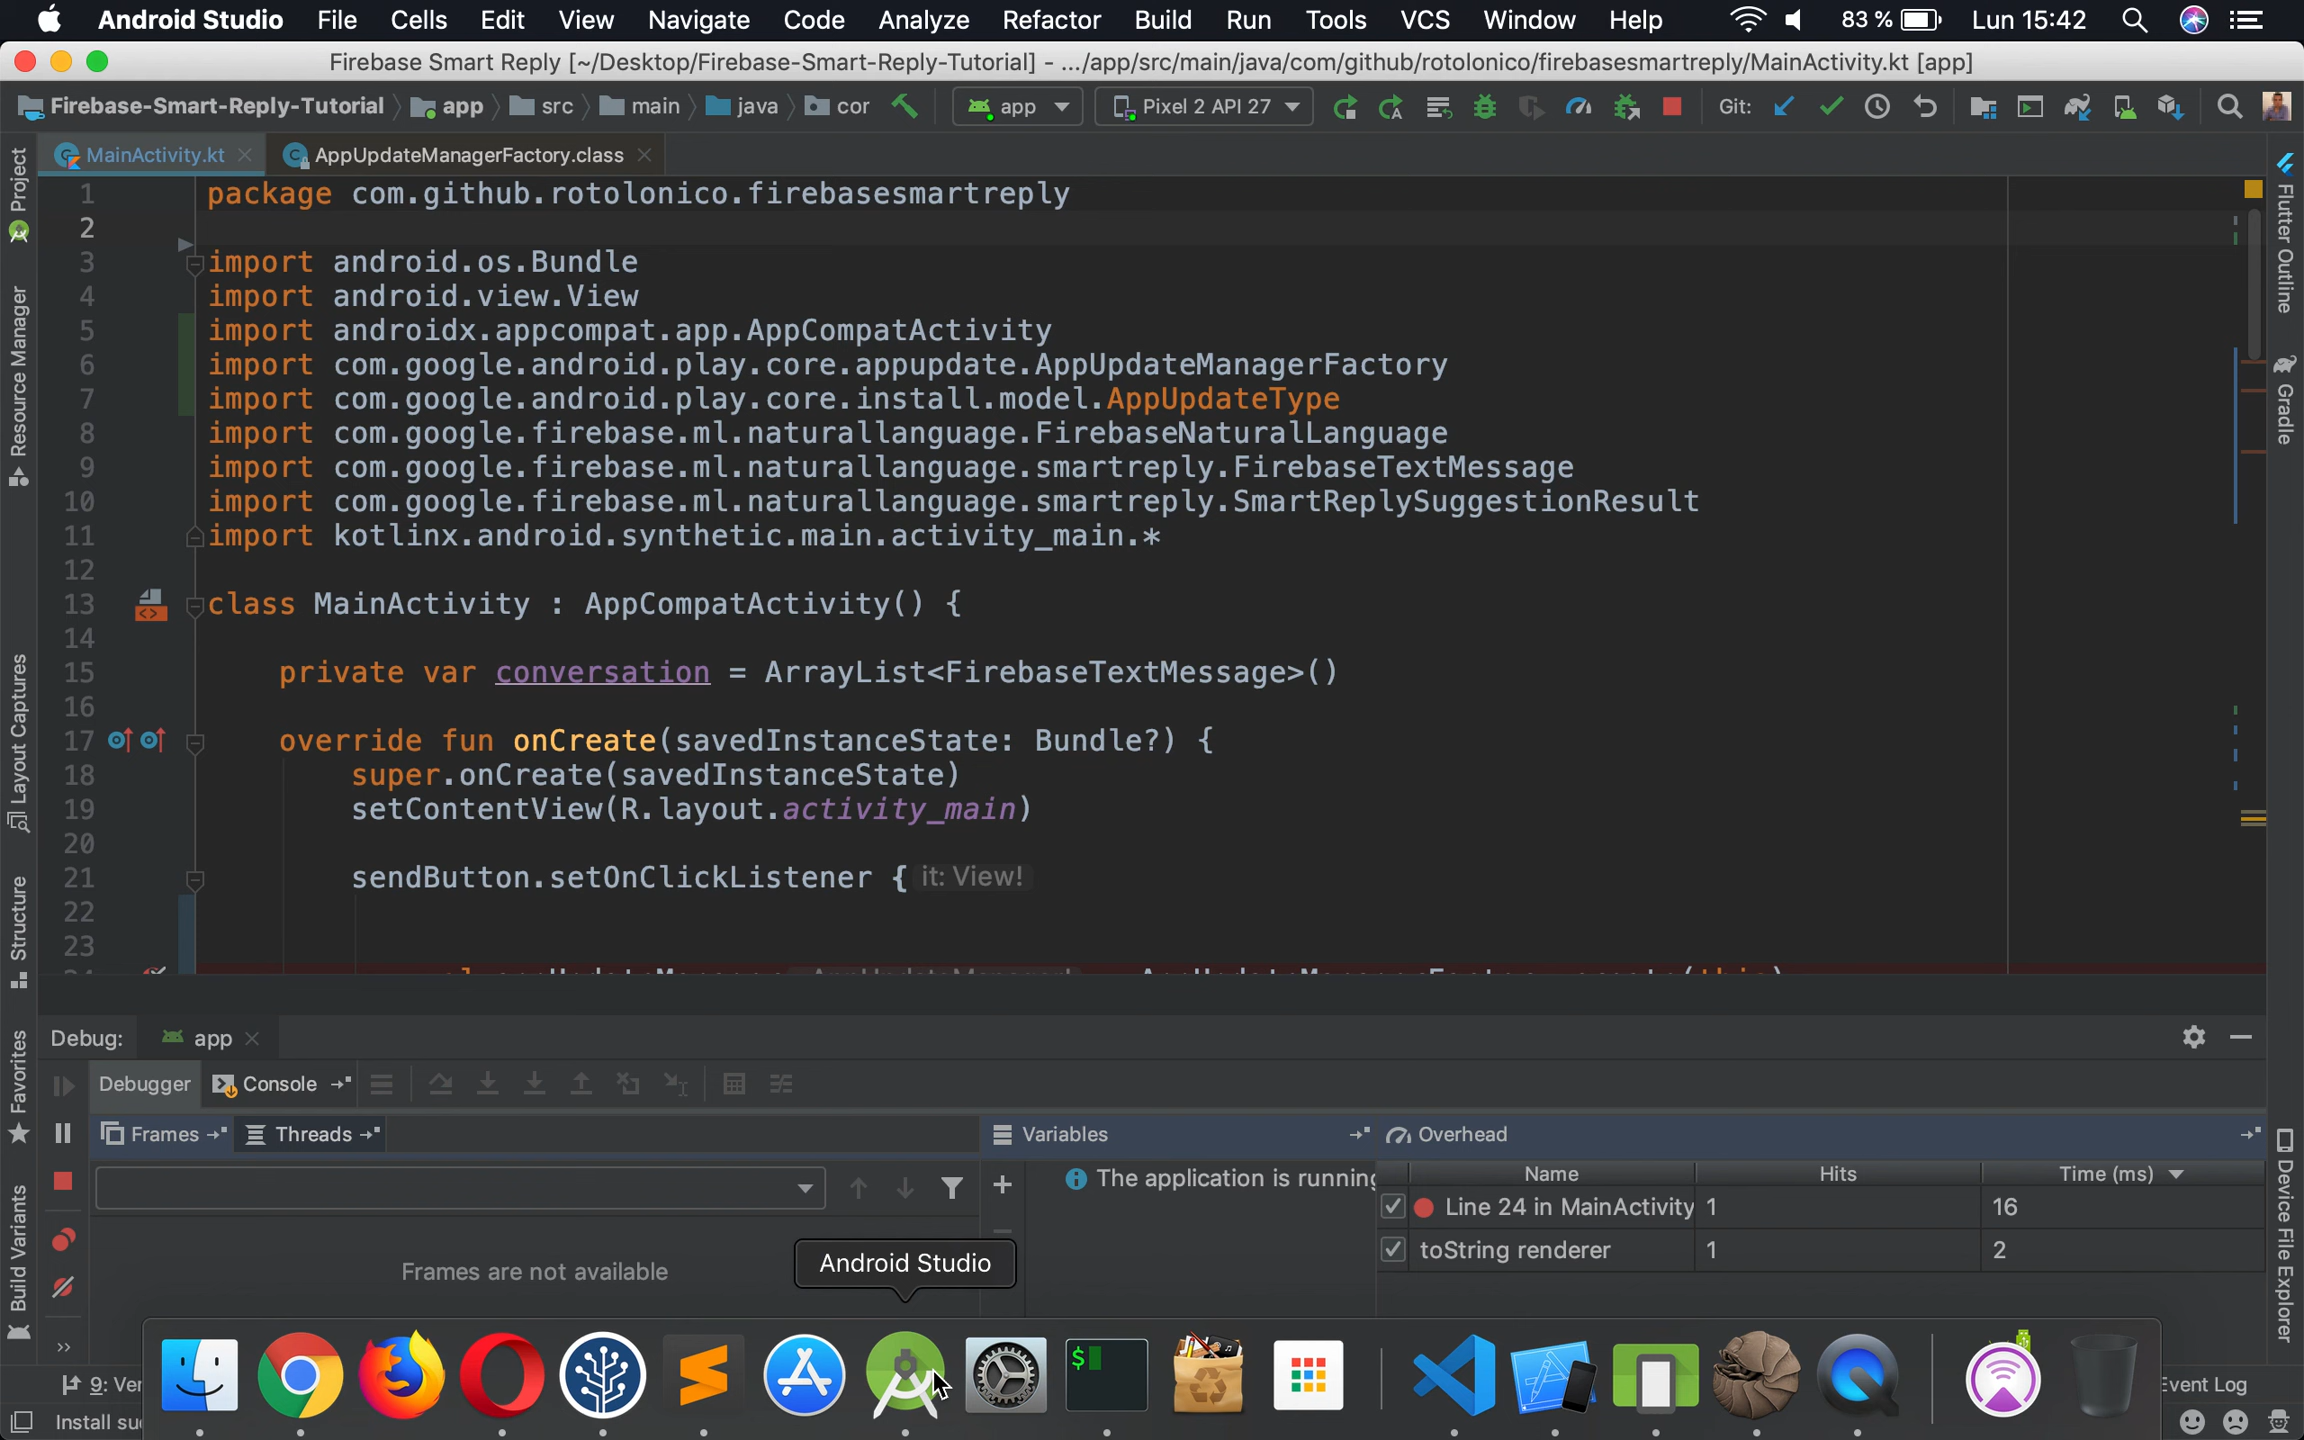 Android Studio File Cells Edit View Navigate Code Analyze Refactor Build Run Tools VCS Window Help 83 % Lun 15:42
Firebase Smart Reply [~/Desktop/Firebase-Smart-Reply-Tutorial] - .../app/src/main/java/com/github/rotolonico/firebasesmartreply/MainActivity.kt [app]
Firebase-Smart-Reply-Tutorial app src main java cor app Pixel 2 API 27 Git:
MainActivity.kt AppUpdateManagerFactory.class
1 package com.github.rotolonico.firebasesmartreply
2
3 import android.os.Bundle
4 import android.view.View
5 import androidx.appcompat.app.AppCompatActivity
6 import com.google.android.play.core.appupdate.AppUpdateManagerFactory
7 import com.google.android.play.core.install.model.AppUpdateType
8 import com.google.firebase.ml.naturallanguage.FirebaseNaturalLanguage
9 import com.google.firebase.ml.naturallanguage.smartreply.FirebaseTextMessage
10 import com.google.firebase.ml.naturallanguage.smartreply.SmartReplySuggestionResult
11 import kotlinx.android.synthetic.main.activity_main.*
12
13 class MainActivity : AppCompatActivity() {
14
15 private var conversation = ArrayList<FirebaseTextMessage>()
16
17 override fun onCreate(savedInstanceState: Bundle?) {
18 super.onCreate(savedInstanceState)
19 setContentView(R.layout.activity_main)
20
21 sendButton.setOnClickListener { it: View!
22
23
Project
Resource Manager
Layout Captures
Structure
Favorites
Build Variants
Flutter Outline
Gradle
Device File Explorer
Debug: app
Debugger Console
Frames Threads Variables Overhead
The application is running
Name Hits Time (ms)
Line 24 in MainActivity 1 16
toString renderer 1 2
Frames are not available
Android Studio
9: Ver
Event Log
Install su